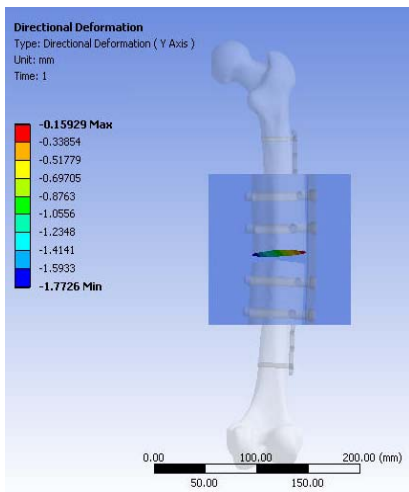 Directional Deformation
Type: Directional Deformation ( Y Axis )
Unit: mm
Time: 1
-0.15929 Max
-0.33854
-0.51779
-0.69705
-0.8763
-1.0556
-1.2348
-1.4141
-1.5933
-1.7726 Min
0.00 100.00 200.00 (mm)
50.00 150.00